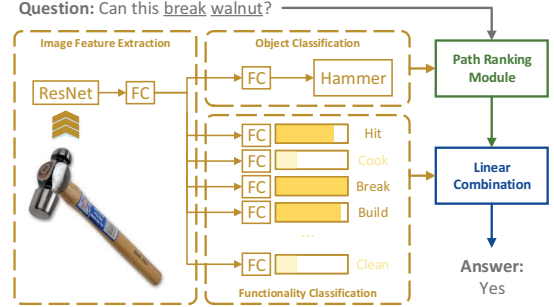 Question: Can this break walnut?
Image Feature Extraction
Object Classification
ResNet
FC
FC
Hammer
Path Ranking
Module
FC
Hit
FC
Cook
FC
Break
FC
Build
...
FC
Clean
Functionality Classification
Linear
Combination
Answer:
Yes